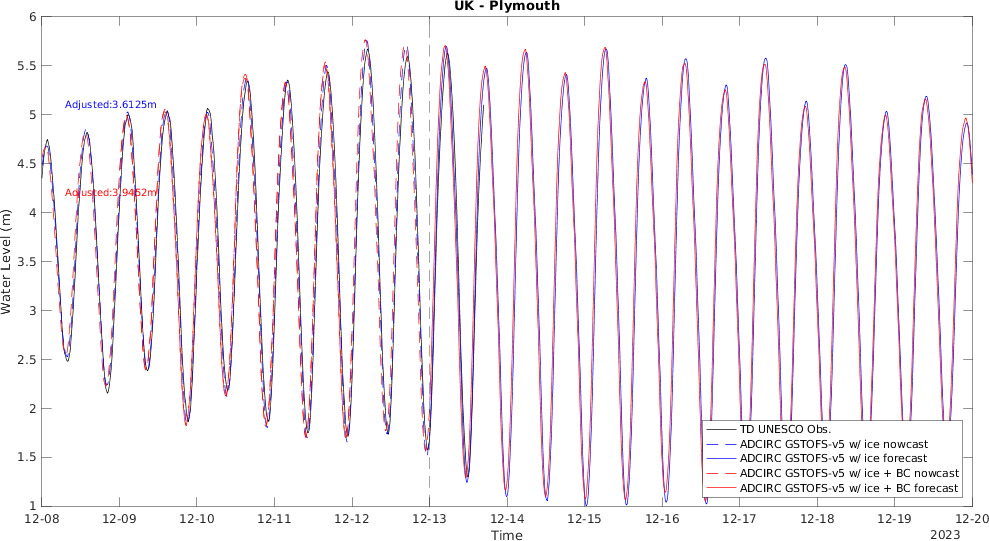 UK - Plymouth
6
5.5
5
4.5
4
3.5
3
2.5
2
1.5
1
Water Level (m)
Adjusted:3.6125m
Adjusted:3.9452m
TD UNESCO Obs.
ADCIRC GSTOFS-v5 w/ ice nowcast
ADCIRC GSTOFS-v5 w/ ice forecast
ADCIRC GSTOFS-v5 w/ ice + BC nowcast
ADCIRC GSTOFS-v5 w/ ice + BC forecast
12-08 12-09 12-10 12-11 12-12 12-13 12-14 12-15 12-16 12-17 12-18 12-19 12-20
Time
2023